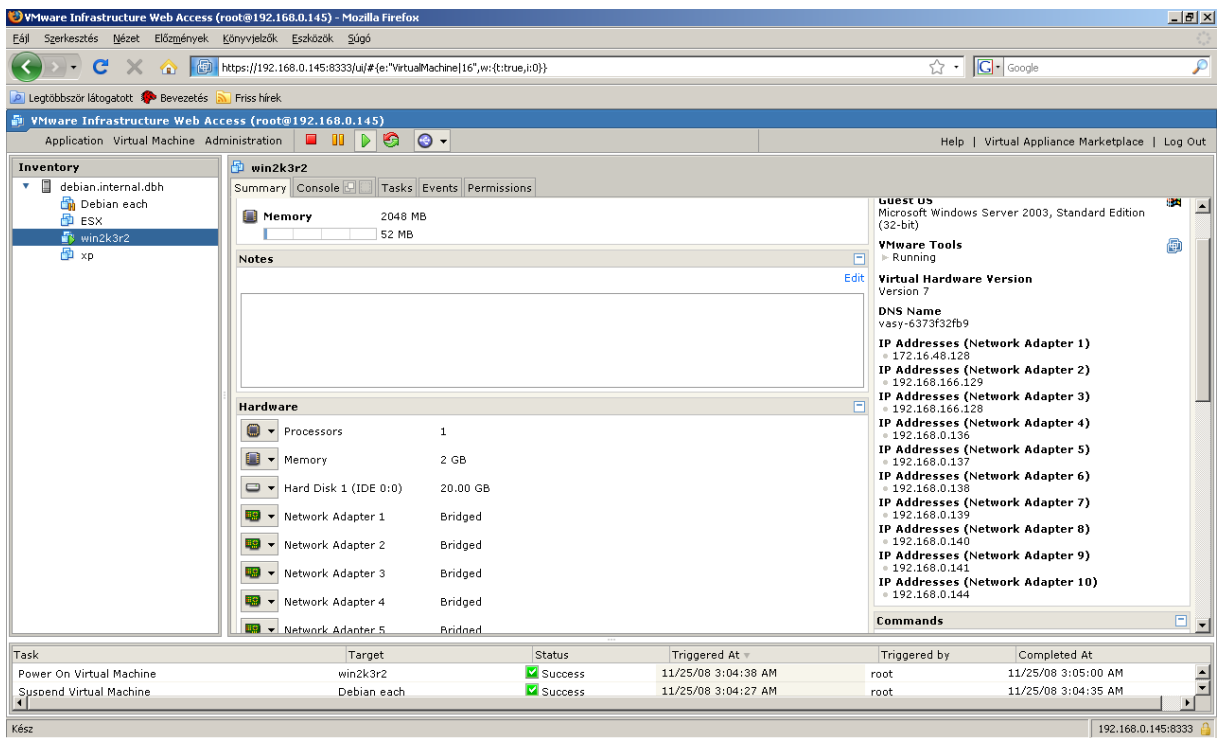 VMware Infrastructure Web Access (root@192.168.0.145) - Mozilla Firefox
Fájl Szerkesztés Nézet Előzmények Könyvjelzők Eszközök Súgó
https://192.168.0.145:8333/ui/#{e:"VirtualMachine|16",w:{t:true,i:0}}
G Google
Legtöbbször látogatott Bevezetés Friss hírek
VMware Infrastructure Web Access (root@192.168.0.145)
Application Virtual Machine Administration
Help | Virtual Appliance Marketplace | Log Out
Inventory
debian.internal.dbh
Debian each
ESX
win2k3r2
xp
win2k3r2
Summary Console Tasks Events Permissions
Memory 2048 MB
52 MB
Notes
Edit
Hardware
Processors 1
Memory 2 GB
Hard Disk 1 (IDE 0:0) 20.00 GB
Network Adapter 1 Bridged
Network Adapter 2 Bridged
Network Adapter 3 Bridged
Network Adapter 4 Bridged
Network Adapter 5 Bridged
Guest OS
Microsoft Windows Server 2003, Standard Edition
(32-bit)
VMware Tools
Running
Virtual Hardware Version
Version 7
DNS Name
vasy-6373f32fb9
IP Addresses (Network Adapter 1)
172.16.48.128
IP Addresses (Network Adapter 2)
192.168.166.129
IP Addresses (Network Adapter 3)
192.168.166.128
IP Addresses (Network Adapter 4)
192.168.0.136
IP Addresses (Network Adapter 5)
192.168.0.137
IP Addresses (Network Adapter 6)
192.168.0.138
IP Addresses (Network Adapter 7)
192.168.0.139
IP Addresses (Network Adapter 8)
192.168.0.140
IP Addresses (Network Adapter 9)
192.168.0.141
IP Addresses (Network Adapter 10)
192.168.0.144
Commands
Task Target Status Triggered At Triggered by Completed At
Power On Virtual Machine win2k3r2 Success 11/25/08 3:04:38 AM root 11/25/08 3:05:00 AM
Suspend Virtual Machine Debian each Success 11/25/08 3:04:27 AM root 11/25/08 3:04:35 AM
Kész 192.168.0.145:8333